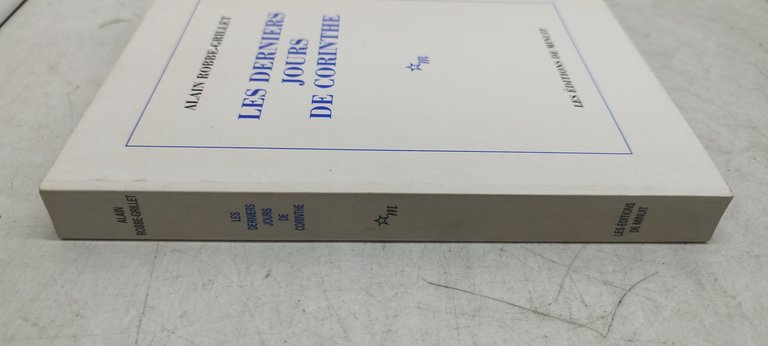 ALAIN ROBBE-GRILLET
LES DERNIERS
JOURS
DE CORINTHE
m
LES ÉDITIONS DE MINUIT
ALAIN
ROBBE-GRILLET
LES
DERNIERS
JOURS
DE
CORINTHE
m
LES ÉDITIONS
DE MINUIT